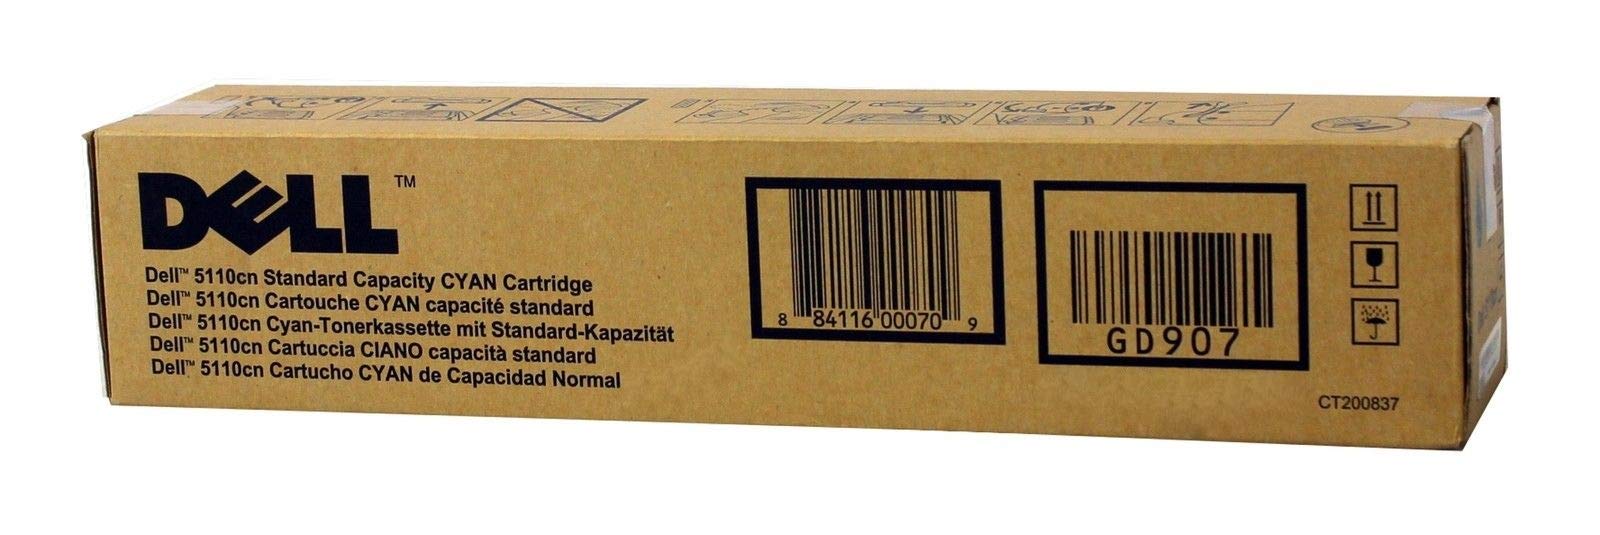 DELL™
Dell™ 5110cn Standard Capacity CYAN Cartridge
Dell™ 5110cn Cartouche CYAN capacité standard
Dell™ 5110cn Cyan-Tonerkassette mit Standard-Kapazität
Dell™ 5110cn Cartuccia CIANO capacità standard
Dell™ 5110cn Cartucho CYAN de Capacidad Normal
8 84116 00070 9
GD907
CT200837